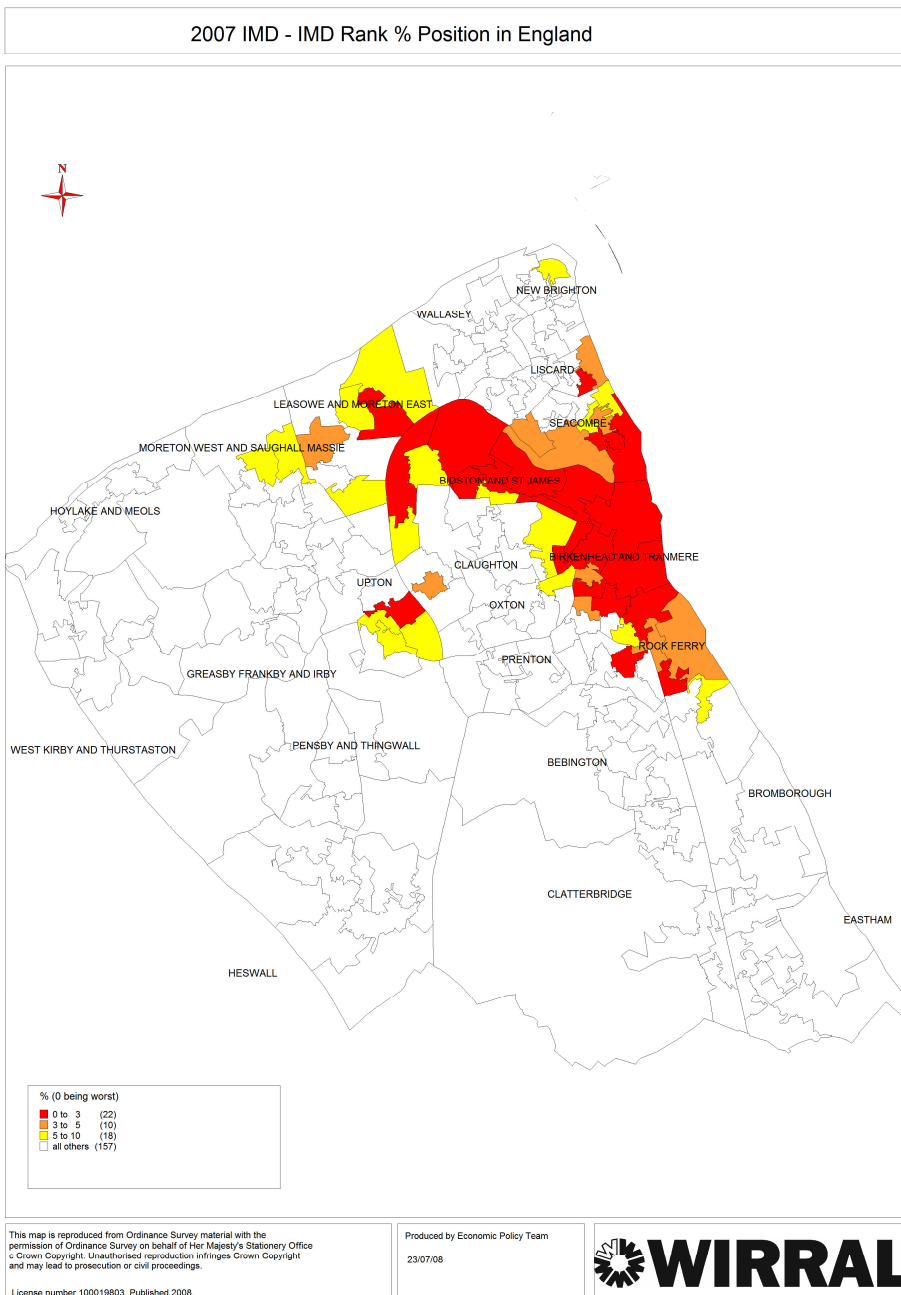 2007 IMD - IMD Rank % Position in England
N
NEW BRIGHTON
WALLASEY
LISCARD
LEASOWE AND MORETON EAST
SEACOMBE
MORETON WEST AND SAUGHALL MASSIE
BIDSTON AND ST JAMES
HOYLAKE AND MEOLS
BIRKENHEAD AND TRANMERE
CLAUGHTON
UPTON
OXTON
ROCK FERRY
PRENTON
GREASBY FRANKBY AND IRBY
WEST KIRBY AND THURSTASTON
PENSBY AND THINGWALL
BEBINGTON
BROMBOROUGH
CLATTERBRIDGE
EASTHAM
HESWALL
% (0 being worst)
0 to 3 (22)
3 to 5 (10)
5 to 10 (18)
all others (157)
This map is reproduced from Ordinance Survey material with the
permission of Ordinance Survey on behalf of Her Majesty's Stationery Office
c Crown Copyright. Unauthorised reproduction infringes Crown Copyright
and may lead to prosecution or civil proceedings.
License number 100019803 Published 2008
Produced by Economic Policy Team
23/07/08
WIRRAL